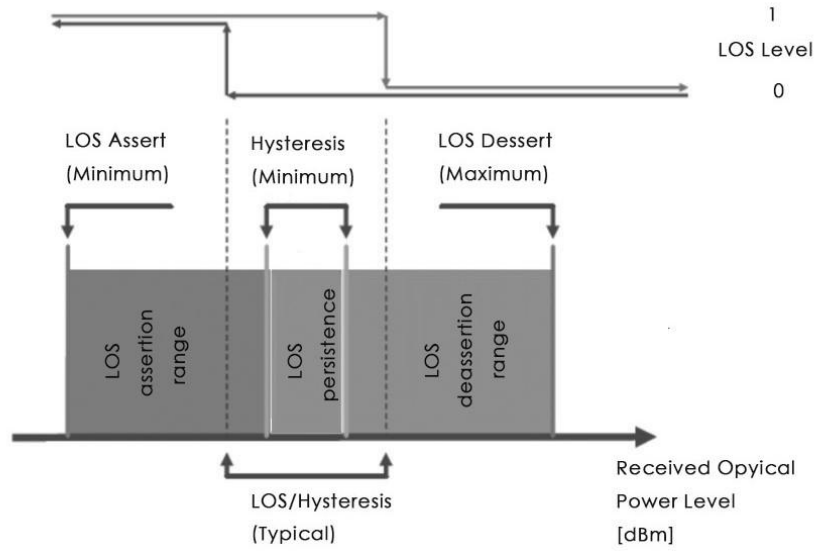 1
LOS Level
0
LOS Assert
(Minimum)
Hysteresis
(Minimum)
LOS Dessert
(Maximum)
LOS
assertion
range
LOS
persistence
LOS
deassertion
range
LOS/Hysteresis
(Typical)
Received Opyical
Power Level
[dBm]